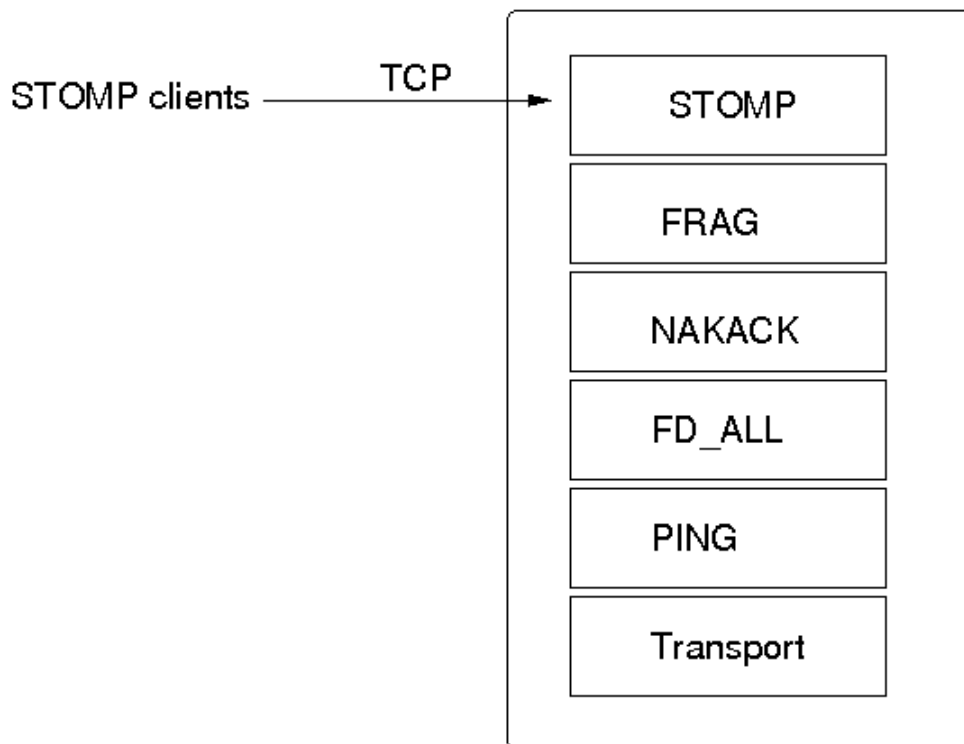 TCP
STOMP clients
STOMP
FRAG
NAKACK
FD_ALL
PING
Transport